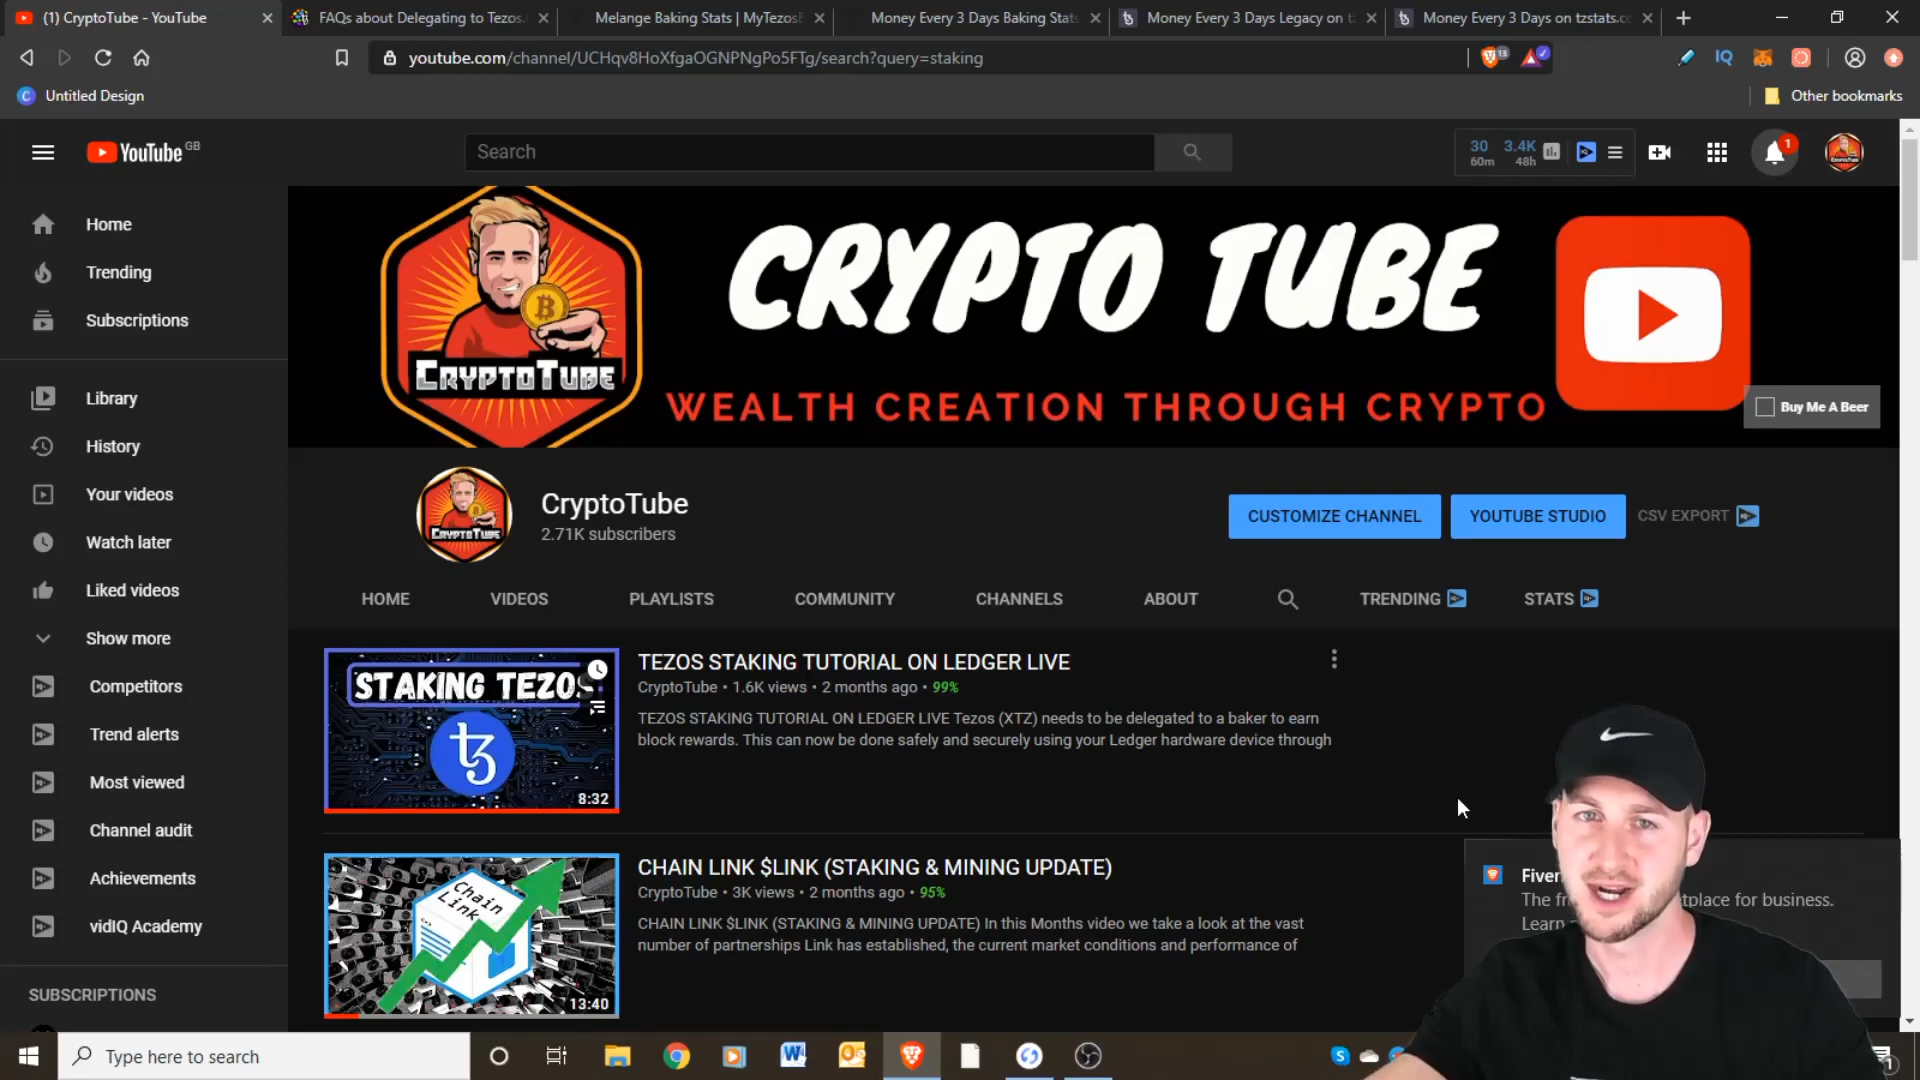 (1) CryptoTube - YouTube
FAQs about Delegating to Tezos.
Melange Baking Stats | MyTezosB
Money Every 3 Days Baking Stats
Money Every 3 Days Legacy on t
Money Every 3 Days on tzstats.c
youtube.com/channel/UCHqv8HoXfgaOGNPNgPo5FTg/search?query=staking
13
IQ
Untitled Design
Other bookmarks
YouTube GB
Search
30 60m
3.4K 48h
1
Home
Trending
Subscriptions
Library
History
Your videos
Watch later
Liked videos
Show more
Competitors
Trend alerts
Most viewed
Channel audit
Achievements
vidIQ Academy
SUBSCRIPTIONS
CRYPTOTUBE
CRYPTO TUBE
WEALTH CREATION THROUGH CRYPTO
Buy Me A Beer
CRYPTOTUBE
CryptoTube
2.71K subscribers
CUSTOMIZE CHANNEL
YOUTUBE STUDIO
CSV EXPORT
HOME
VIDEOS
PLAYLISTS
COMMUNITY
CHANNELS
ABOUT
TRENDING
STATS
STAKING TEZOS
8:32
TEZOS STAKING TUTORIAL ON LEDGER LIVE
CryptoTube • 1.6K views • 2 months ago • 99%
TEZOS STAKING TUTORIAL ON LEDGER LIVE Tezos (XTZ) needs to be delegated to a baker to earn
block rewards. This can now be done safely and securely using your Ledger hardware device through
Chain
Link
13:40
CHAIN LINK $LINK (STAKING & MINING UPDATE)
CryptoTube • 3K views • 2 months ago • 95%
CHAIN LINK $LINK (STAKING & MINING UPDATE) In this Months video we take a look at the vast
number of partnerships Link has established, the current market conditions and performance of
Fiver
The fr tplace for business.
Learn
Type here to search
1